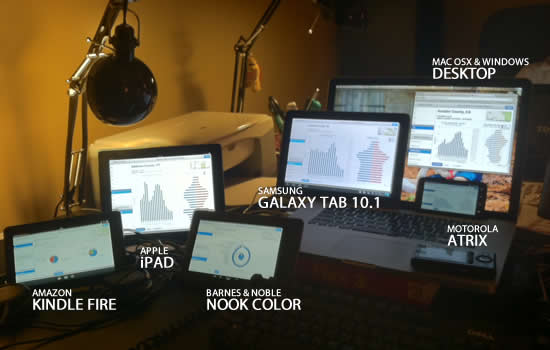 MAC OSX & WINDOWS
DESKTOP
SAMSUNG
GALAXY TAB 10.1
MOTOROLA
ATRIX
APPLE
iPAD
AMAZON
KINDLE FIRE
BARNES & NOBLE
NOOK COLOR